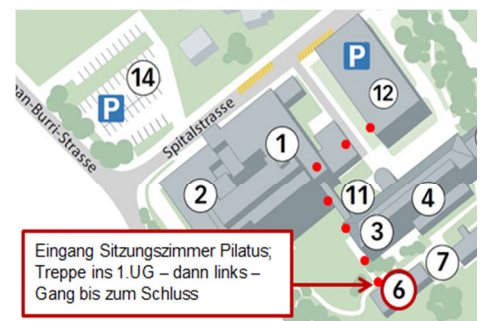 14
P
P
12
an-Burri-Strasse
Spitalstrasse
1
2
11
4
3
7
6
Eingang Sitzungszimmer Pilatus;
Treppe ins 1.UG – dann links –
Gang bis zum Schluss